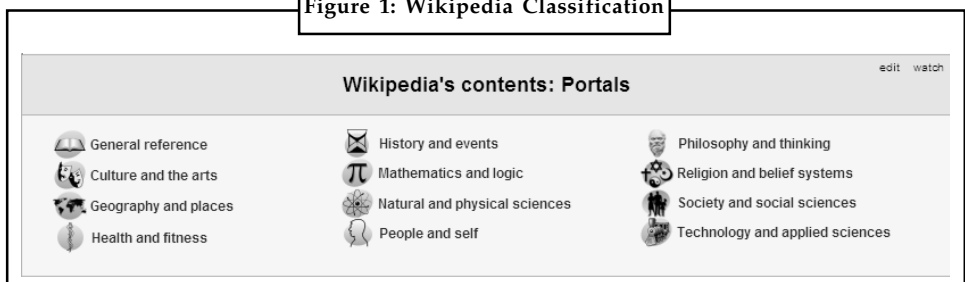 Figure 1: Wikipedia Classification
edit watch
Wikipedia's contents: Portals
General reference
Culture and the arts
Geography and places
Health and fitness
History and events
Mathematics and logic
Natural and physical sciences
People and self
Philosophy and thinking
Religion and belief systems
Society and social sciences
Technology and applied sciences